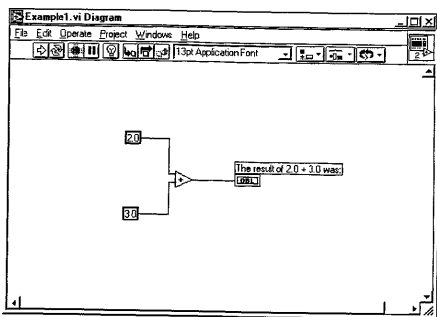 Example1.vi Diagram
File Edit Operate Project Windows Help
13pt Application Font
2
2.0
The result of 2.0 + 3.0 was:
DBL
+
3.0